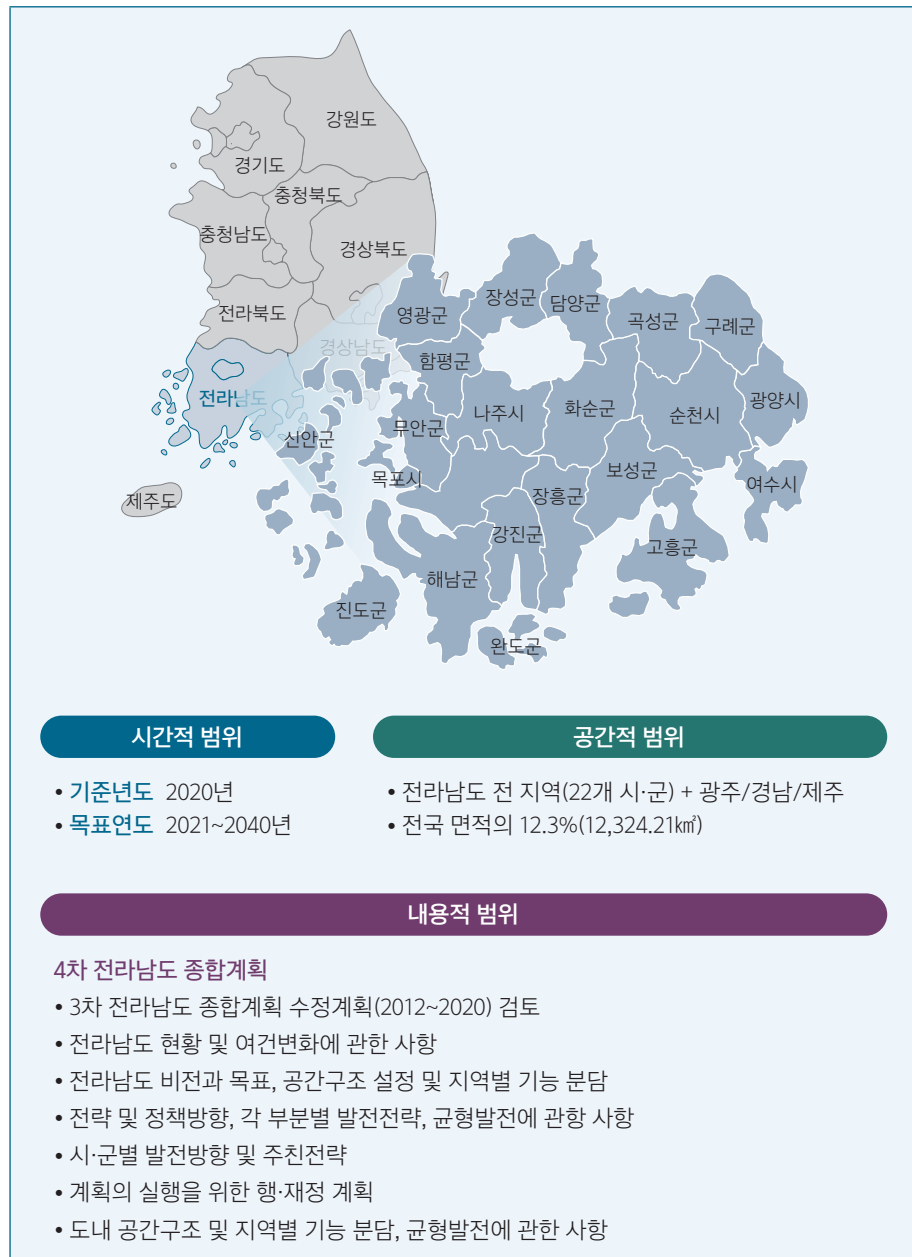 강원도
경기도
충청북도
충청남도
경상북도
전라북도
경상남도
전라남도
제주도
영광군
장성군
담양군
곡성군
구례군
함평군
나주시
화순군
순천시
광양시
신안군
무안군
목포시
장흥군
보성군
여수시
강진군
고흥군
해남군
진도군
완도군
시간적 범위
• 기준년도 2020년
• 목표연도 2021~2040년
공간적 범위
• 전라남도 전 지역(22개 시·군) + 광주/경남/제주
• 전국 면적의 12.3%(12,324.21㎢)
내용적 범위
4차 전라남도 종합계획
• 3차 전라남도 종합계획 수정계획(2012~2020) 검토
• 전라남도 현황 및 여건변화에 관한 사항
• 전라남도 비전과 목표, 공간구조 설정 및 지역별 기능 분담
• 전략 및 정책방향, 각 부분별 발전전략, 균형발전에 관항 사항
• 시·군별 발전방향 및 주친전략
• 계획의 실행을 위한 행·재정 계획
• 도내 공간구조 및 지역별 기능 분담, 균형발전에 관한 사항